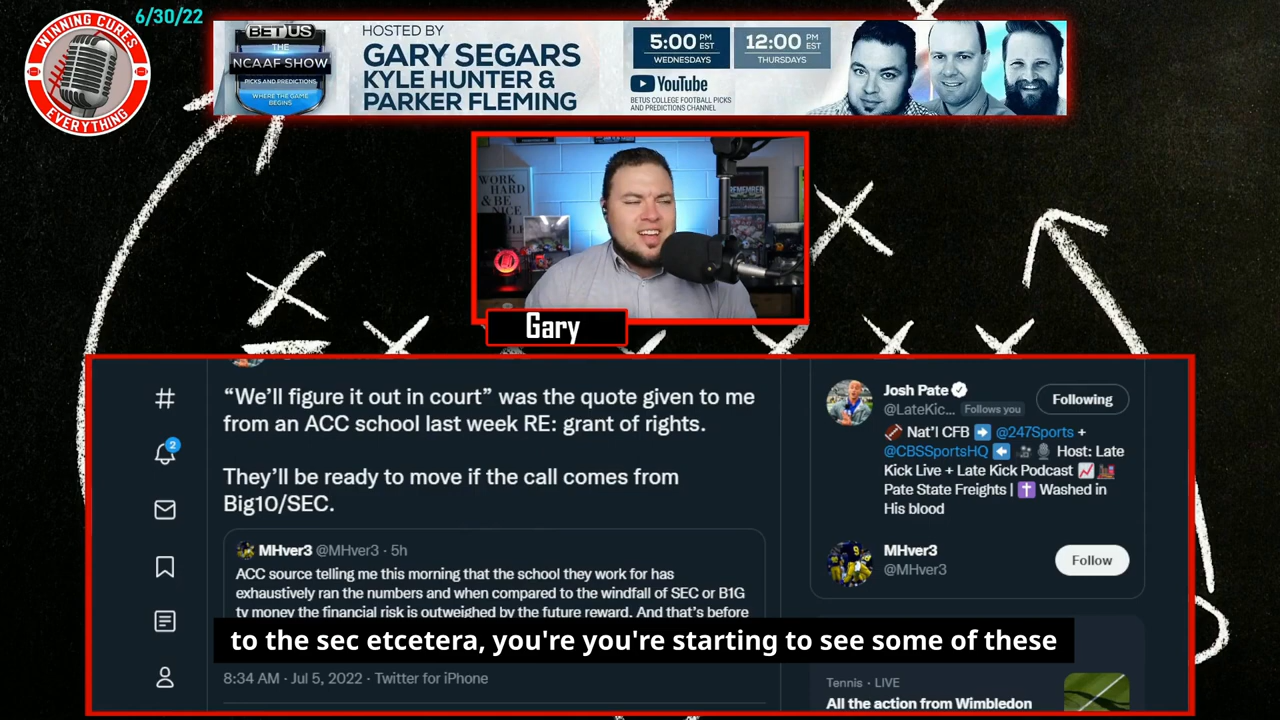 6/30/22
WINNING CURES
EVERYTHING
BETUS
THE
NCAAF SHOW
PICKS AND PREDICTIONS
WHERE THE GAME
BEGINS
HOSTED BY
GARY SEGARS
KYLE HUNTER &
PARKER FLEMING
5:00 PM EST
WEDNESDAYS
12:00 PM EST
THURSDAYS
YouTube
BETUS COLLEGE FOOTBALL PICKS
AND PREDICTIONS CHANNEL
WORK
HARD
& BE
NICE
REMEMBER
Gary
“We’ll figure it out in court” was the quote given to me
from an ACC school last week RE: grant of rights.
They’ll be ready to move if the call comes from
Big10/SEC.
MHver3 @MHver3 · 5h
ACC source telling me this morning that the school they work for has
exhaustively ran the numbers and when compared to the windfall of SEC or B1G
tv money the financial risk is outweighed by the future reward. And that’s before
8:34 AM · Jul 5, 2022 · Twitter for iPhone
2
Josh Pate
@LateKic... Follows you
Following
Nat’l CFB @247Sports +
@CBSSportsHQ Host: Late
Kick Live + Late Kick Podcast
Pate State Freights | Washed in
His blood
MHver3
@MHver3
Follow
Tennis · LIVE
All the action from Wimbledon
to the sec etcetera, you're you're starting to see some of these